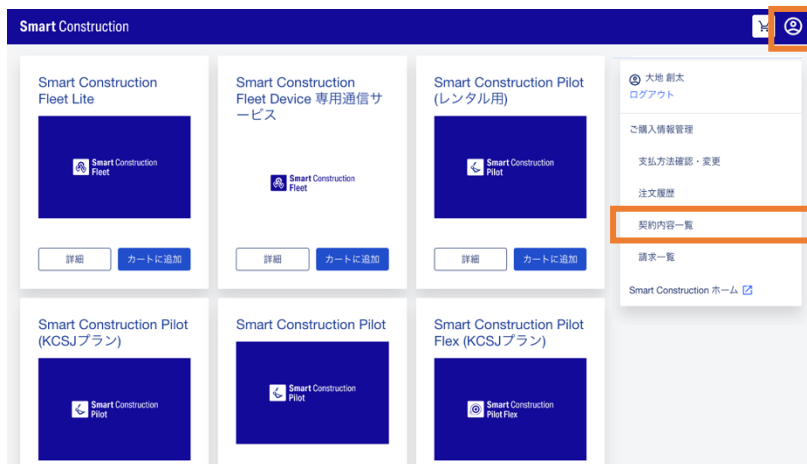 Smart Construction
Smart Construction
Fleet Lite
Smart Construction
Fleet
詳細
カートに追加
Smart Construction
Fleet Device 専用通信サ
ービス
Smart Construction
Fleet
詳細
カートに追加
Smart Construction Pilot
(レンタル用)
Smart Construction
Pilot
詳細
カートに追加
Smart Construction Pilot
(KCSJプラン)
Smart Construction
Pilot
Smart Construction Pilot
Smart Construction
Pilot
Smart Construction Pilot
Flex (KCSJプラン)
Smart Construction
Pilot Flex
大地 創太
ログアウト
ご購入情報管理
支払方法確認・変更
注文履歴
契約内容一覧
請求一覧
Smart Construction ホーム